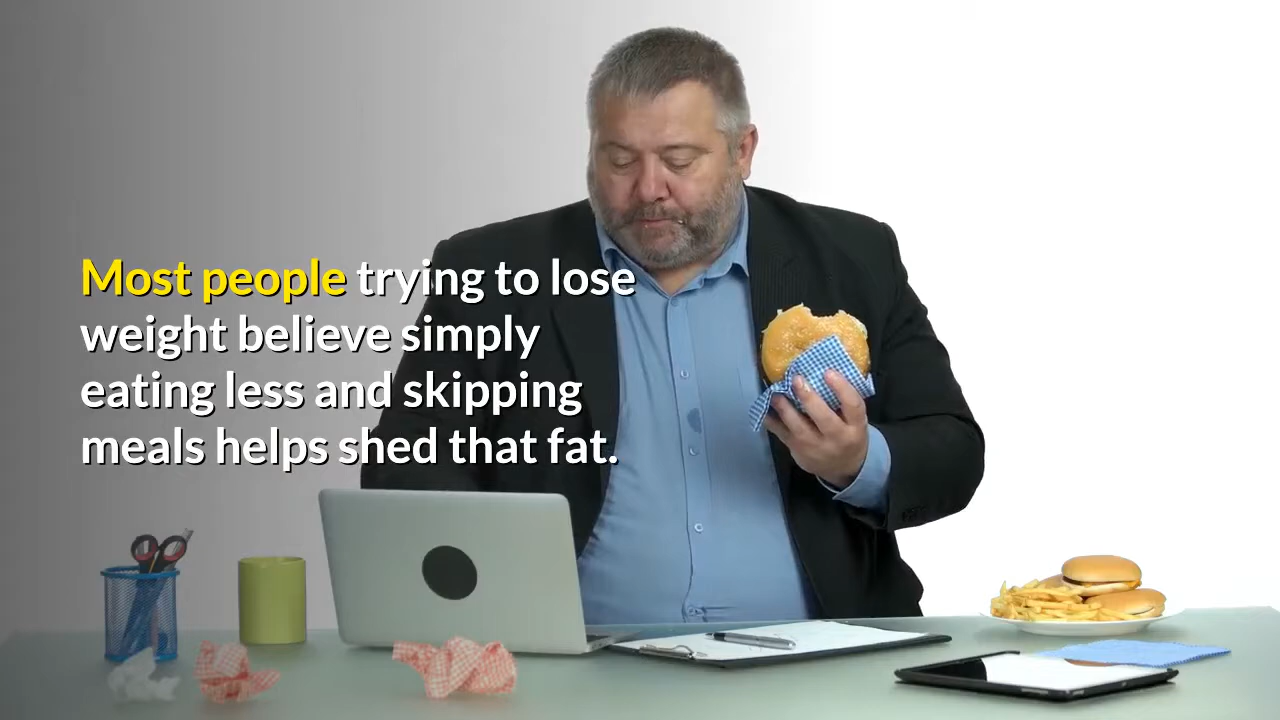 Most people trying to lose
weight believe simply
eating less and skipping
meals helps shed that fat.